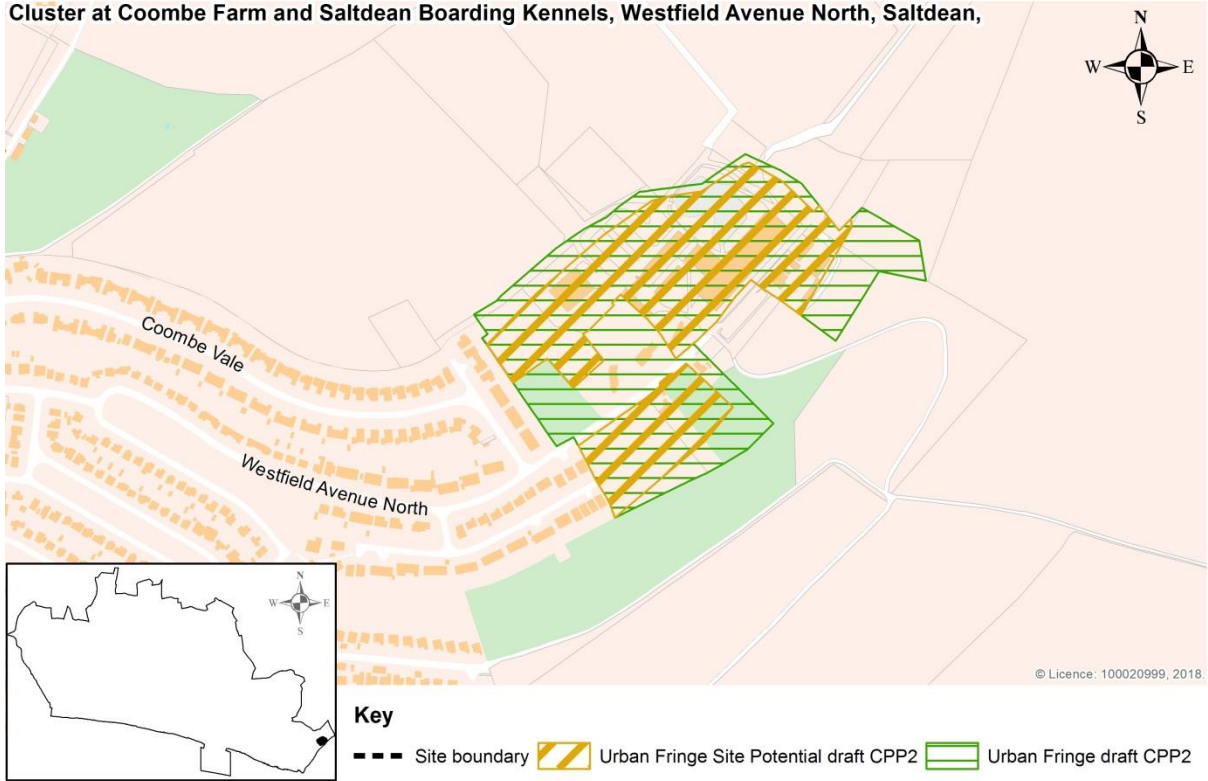 Cluster at Coombe Farm and Saltdean Boarding Kennels, Westfield Avenue North, Saltdean,
N
W E
S
Coombe Vale
Westfield Avenue North
N
W E
S
© Licence: 100020999, 2018.
Key
Site boundary Urban Fringe Site Potential draft CPP2 Urban Fringe draft CPP2